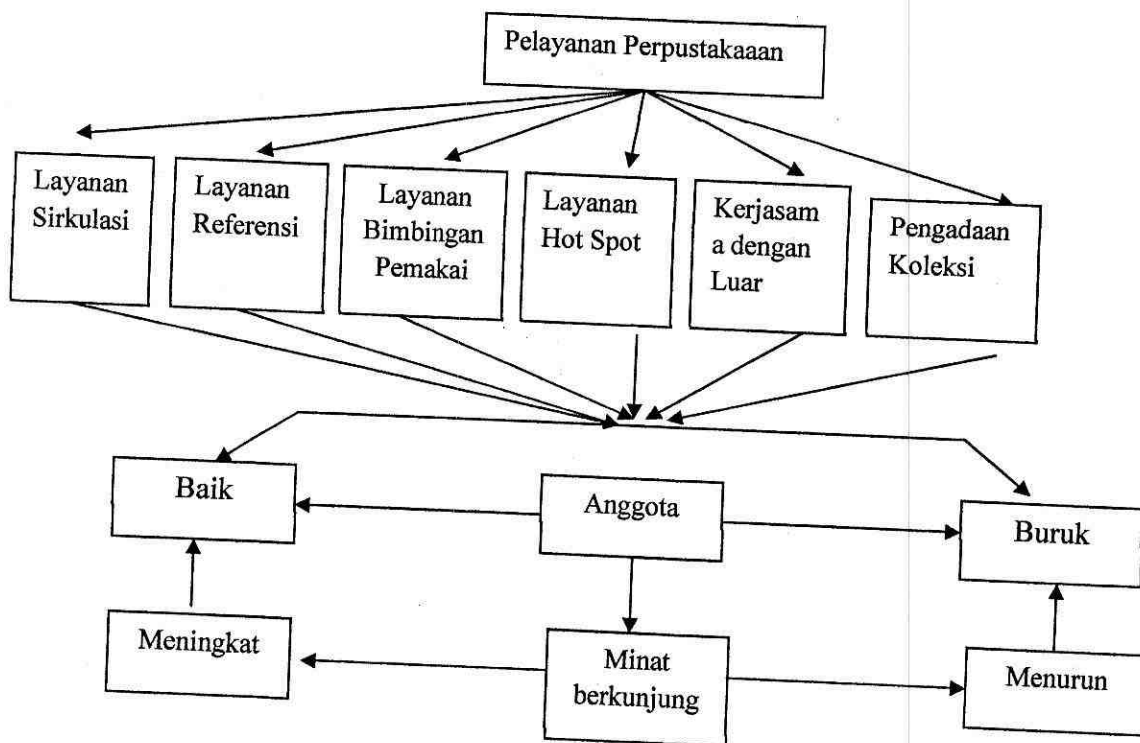 Pelayanan Perpustakaaan
Layanan
Sirkulasi
Layanan
Referensi
Layanan
Bimbingan
Pemakai
Layanan
Hot Spot
Kerjasam
a dengan
Luar
Pengadaan
Koleksi
Baik
Anggota
Buruk
Meningkat
Minat
berkunjung
Menurun